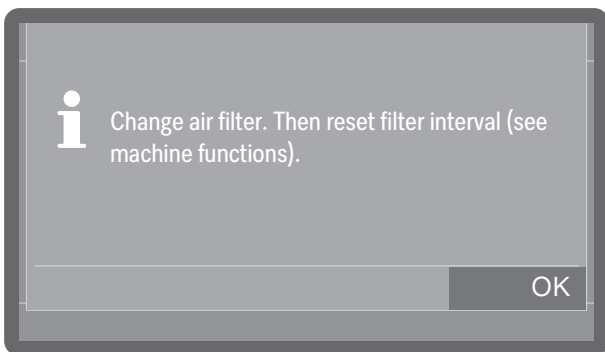 Change air filter. Then reset filter interval (see
machine functions).
OK